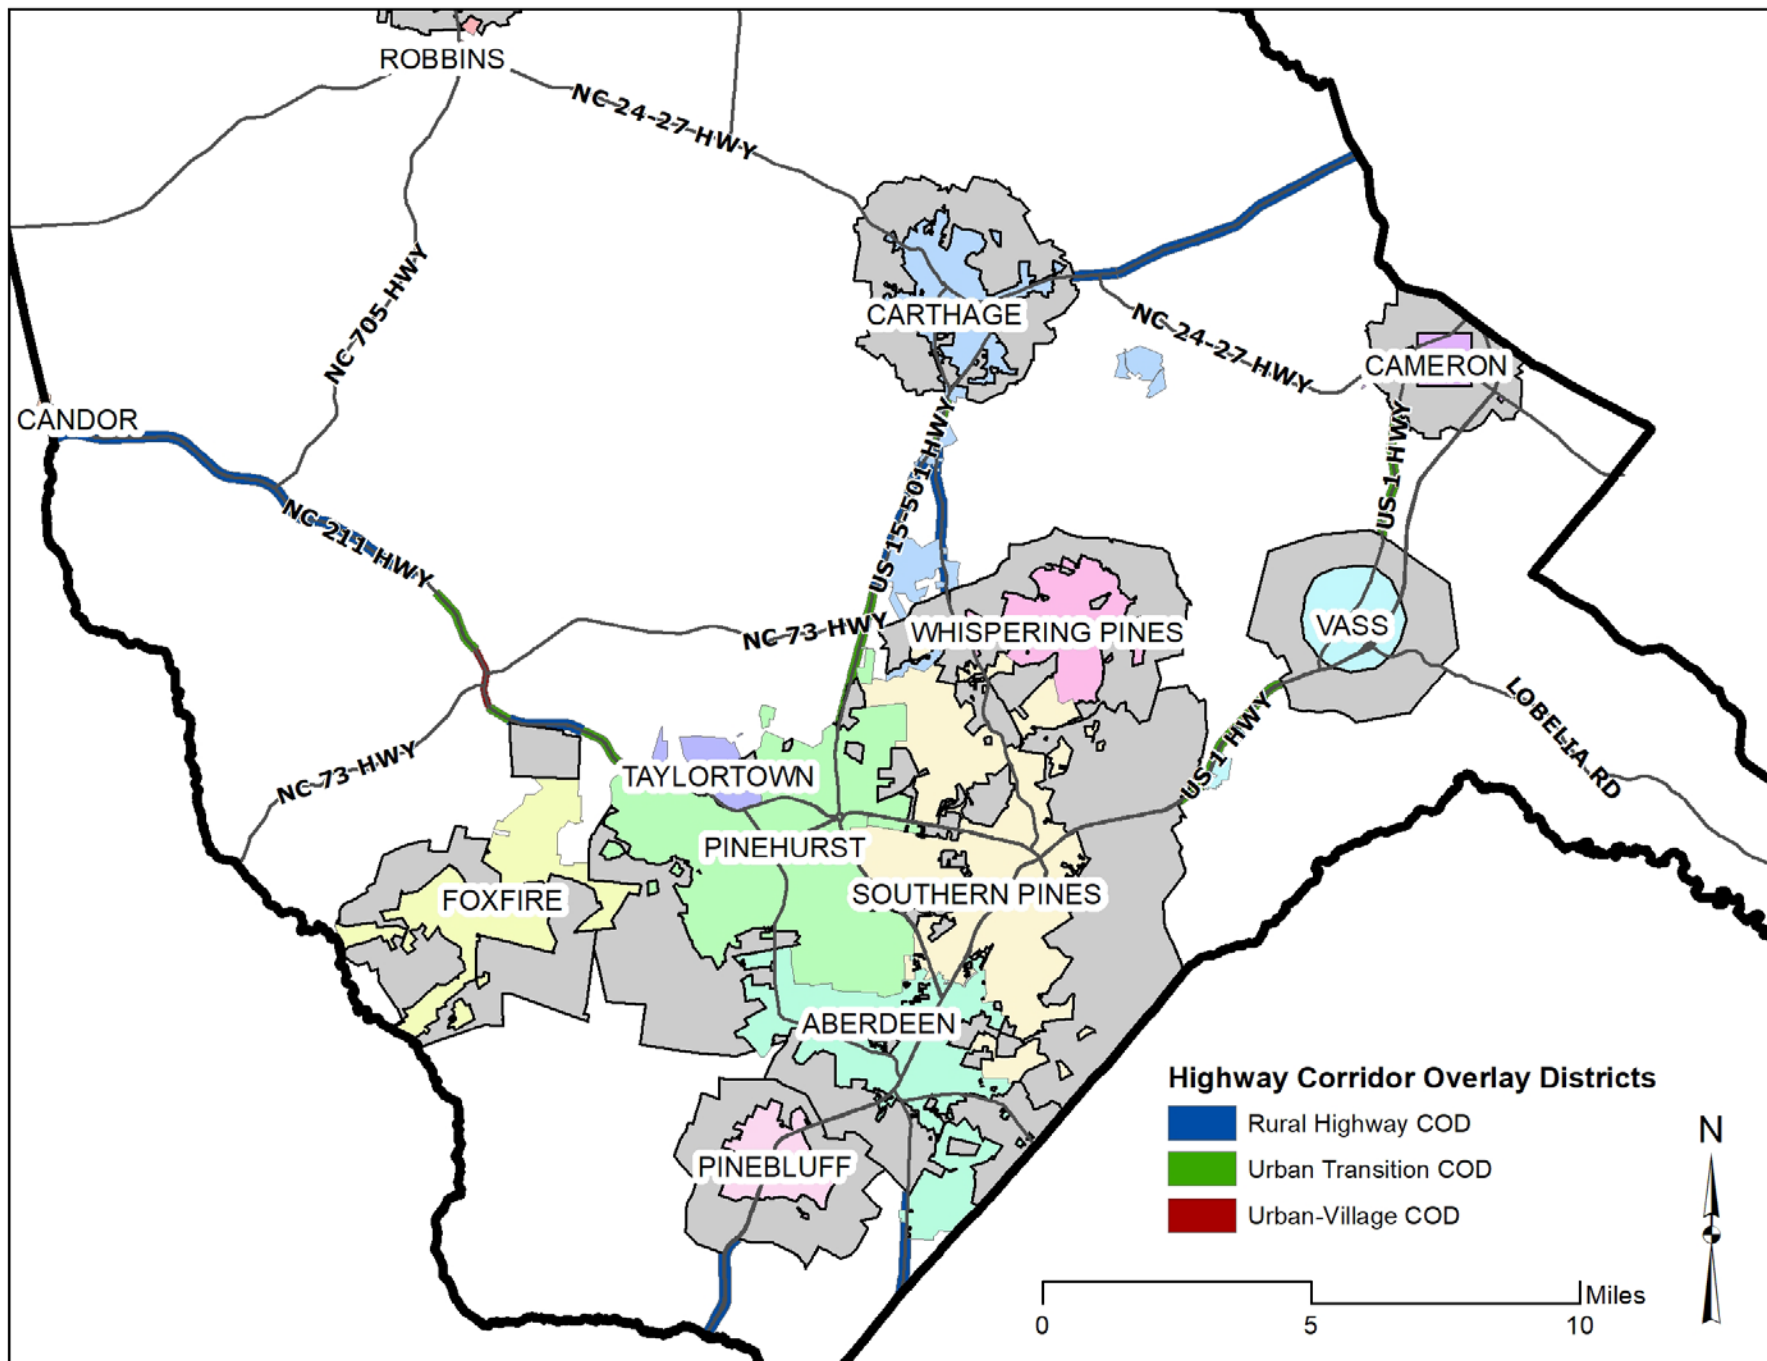 ROBBINS
NC 24-27 HWY
NC 705 HWY
CARTHAGE
NC 24-27 HWY
CAMERON
CANDOR
US 15-501 HWY
US 1 HWY
NC 211 HWY
NC 73 HWY
WHISPERING PINES
VASS
LOBELIA RD
US 1 HWY
NC 73 HWY
TAYLORTOWN
PINEHURST
SOUTHERN PINES
FOXFIRE
ABERDEEN
PINEBLUFF
Highway Corridor Overlay Districts
Rural Highway COD
Urban Transition COD
Urban-Village COD
N
Miles
0 5 10